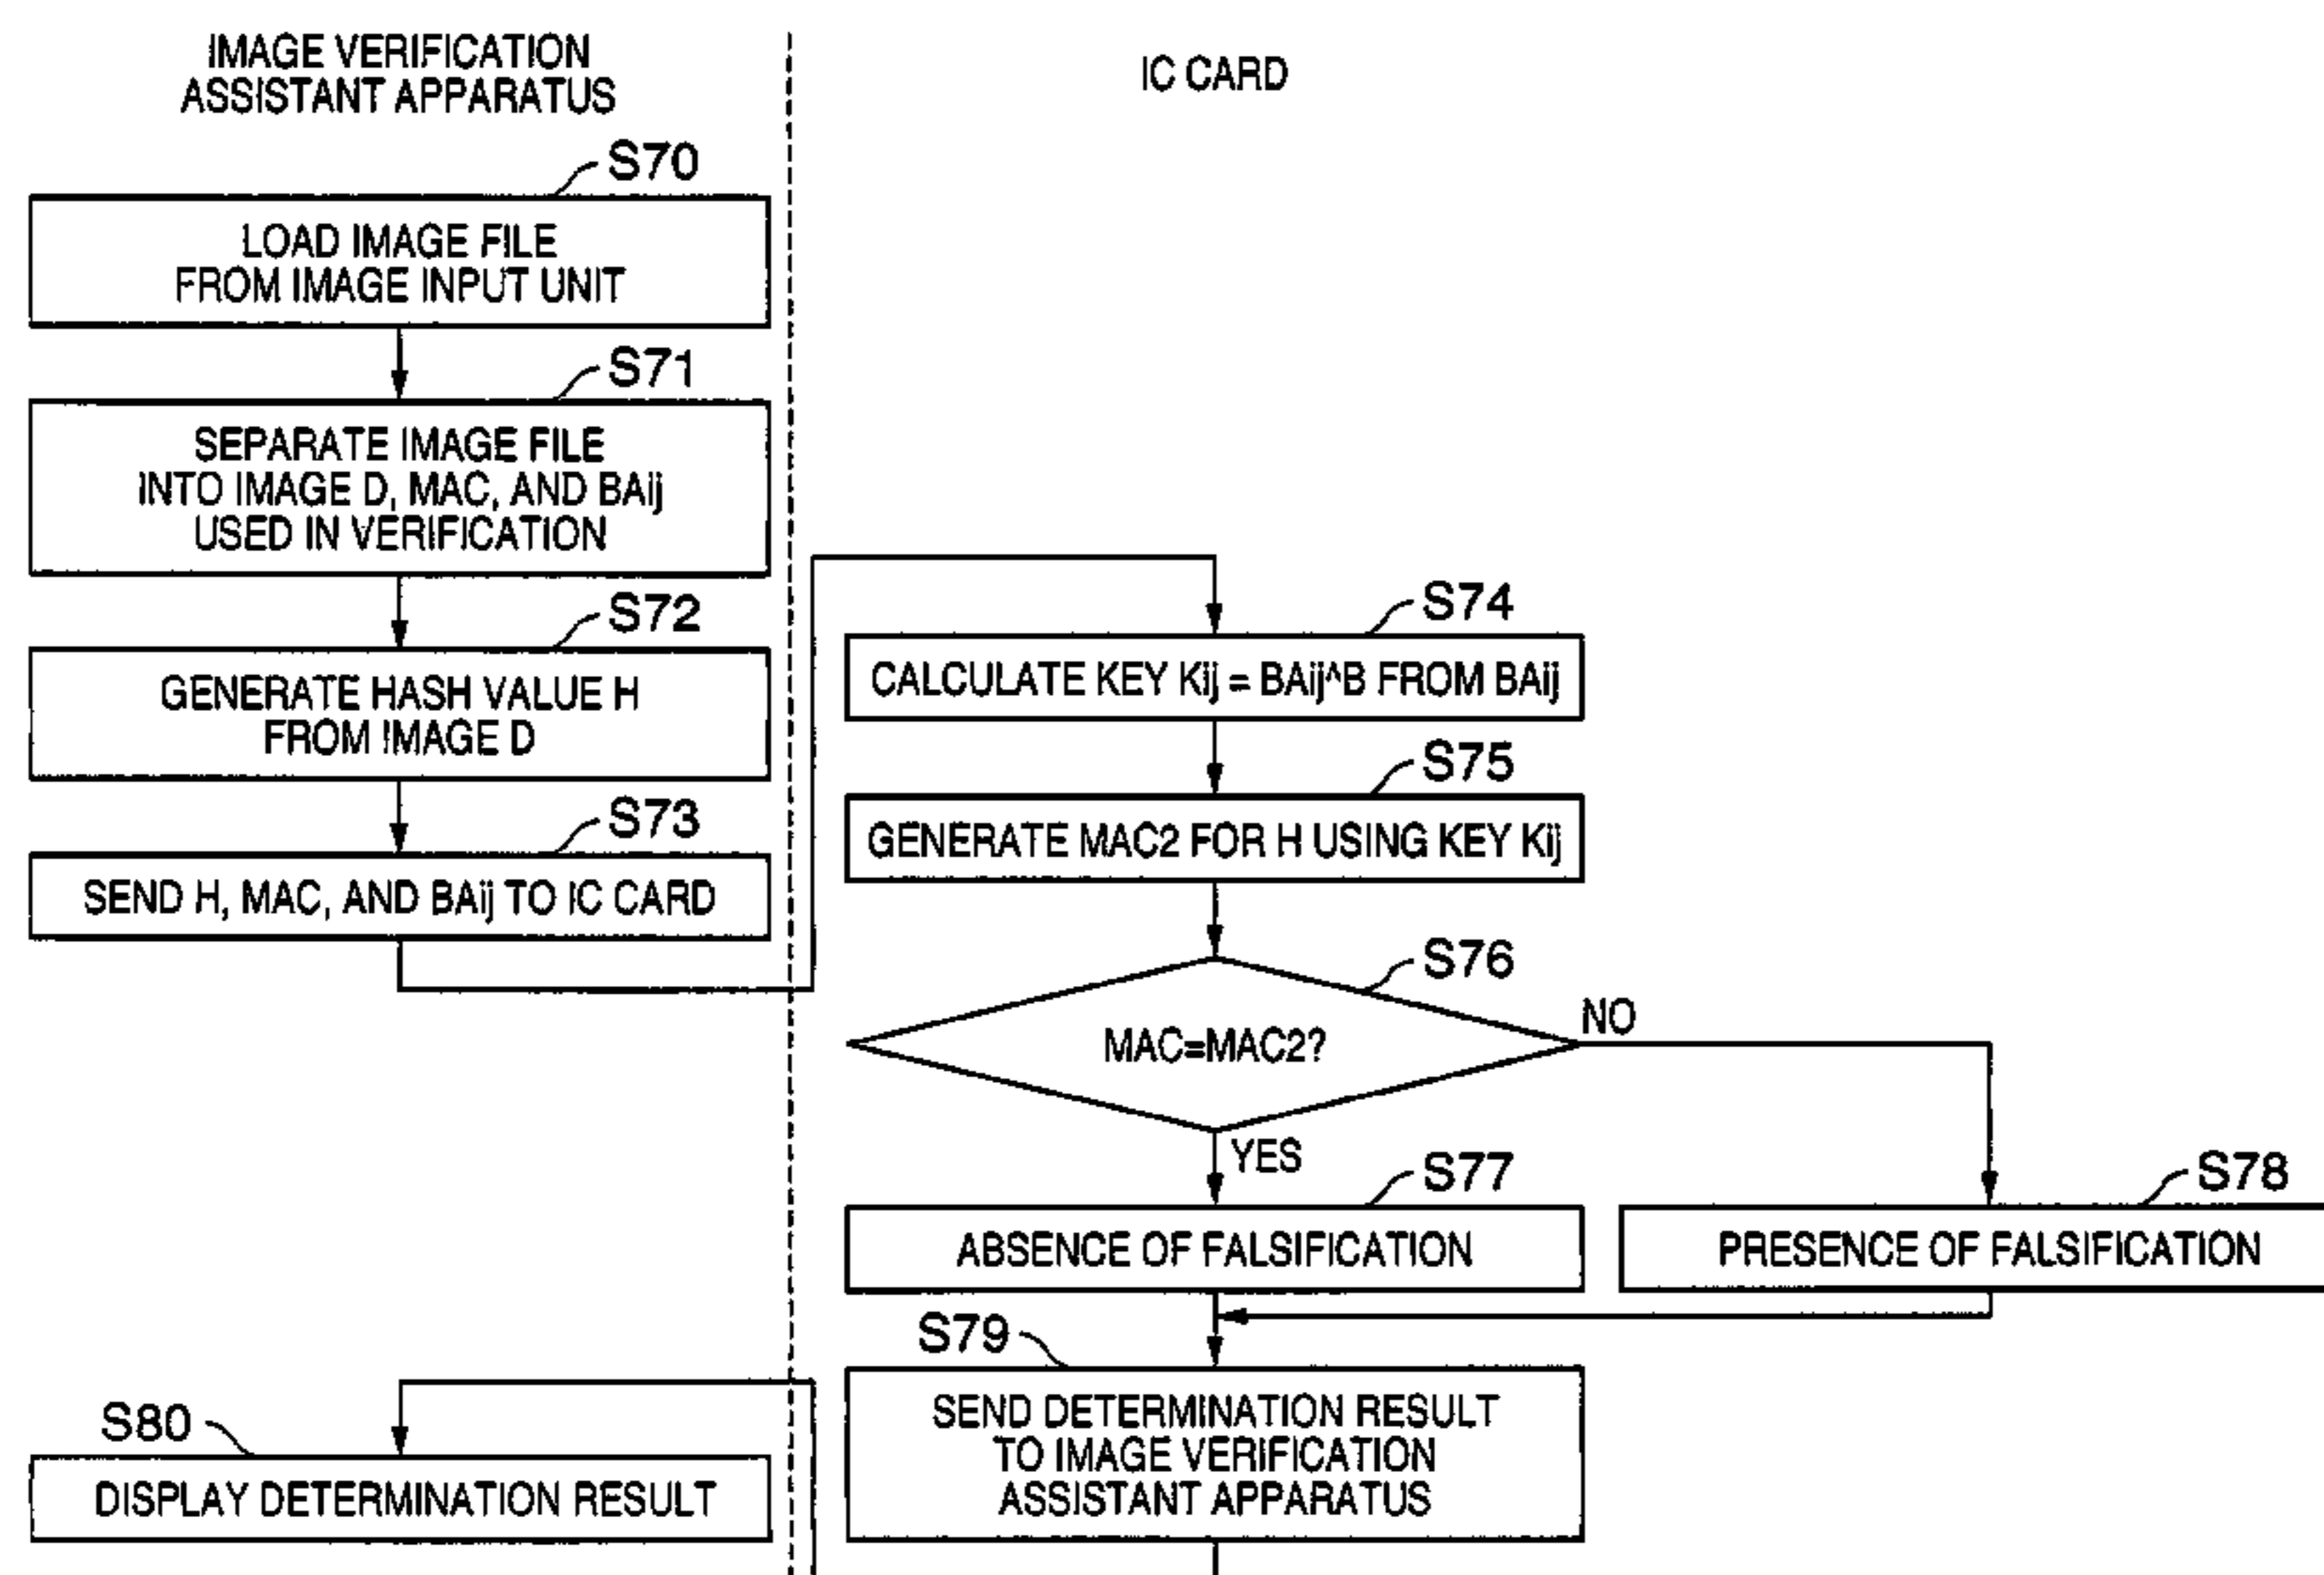 IMAGE VERIFICATION
ASSISTANT APPARATUS
IC CARD
S70
LOAD IMAGE FILE
FROM IMAGE INPUT UNIT
S71
SEPARATE IMAGE FILE
INTO IMAGE D, MAC, AND BAij
USED IN VERIFICATION
S72
GENERATE HASH VALUE H
FROM IMAGE D
S73
SEND H, MAC, AND BAij TO IC CARD
S74
CALCULATE KEY Kij = BAij^B FROM BAij
S75
GENERATE MAC2 FOR H USING KEY Kij
S76
MAC=MAC2?
NO
YES
S77
ABSENCE OF FALSIFICATION
S78
PRESENCE OF FALSIFICATION
S79
SEND DETERMINATION RESULT
TO IMAGE VERIFICATION
ASSISTANT APPARATUS
S80
DISPLAY DETERMINATION RESULT